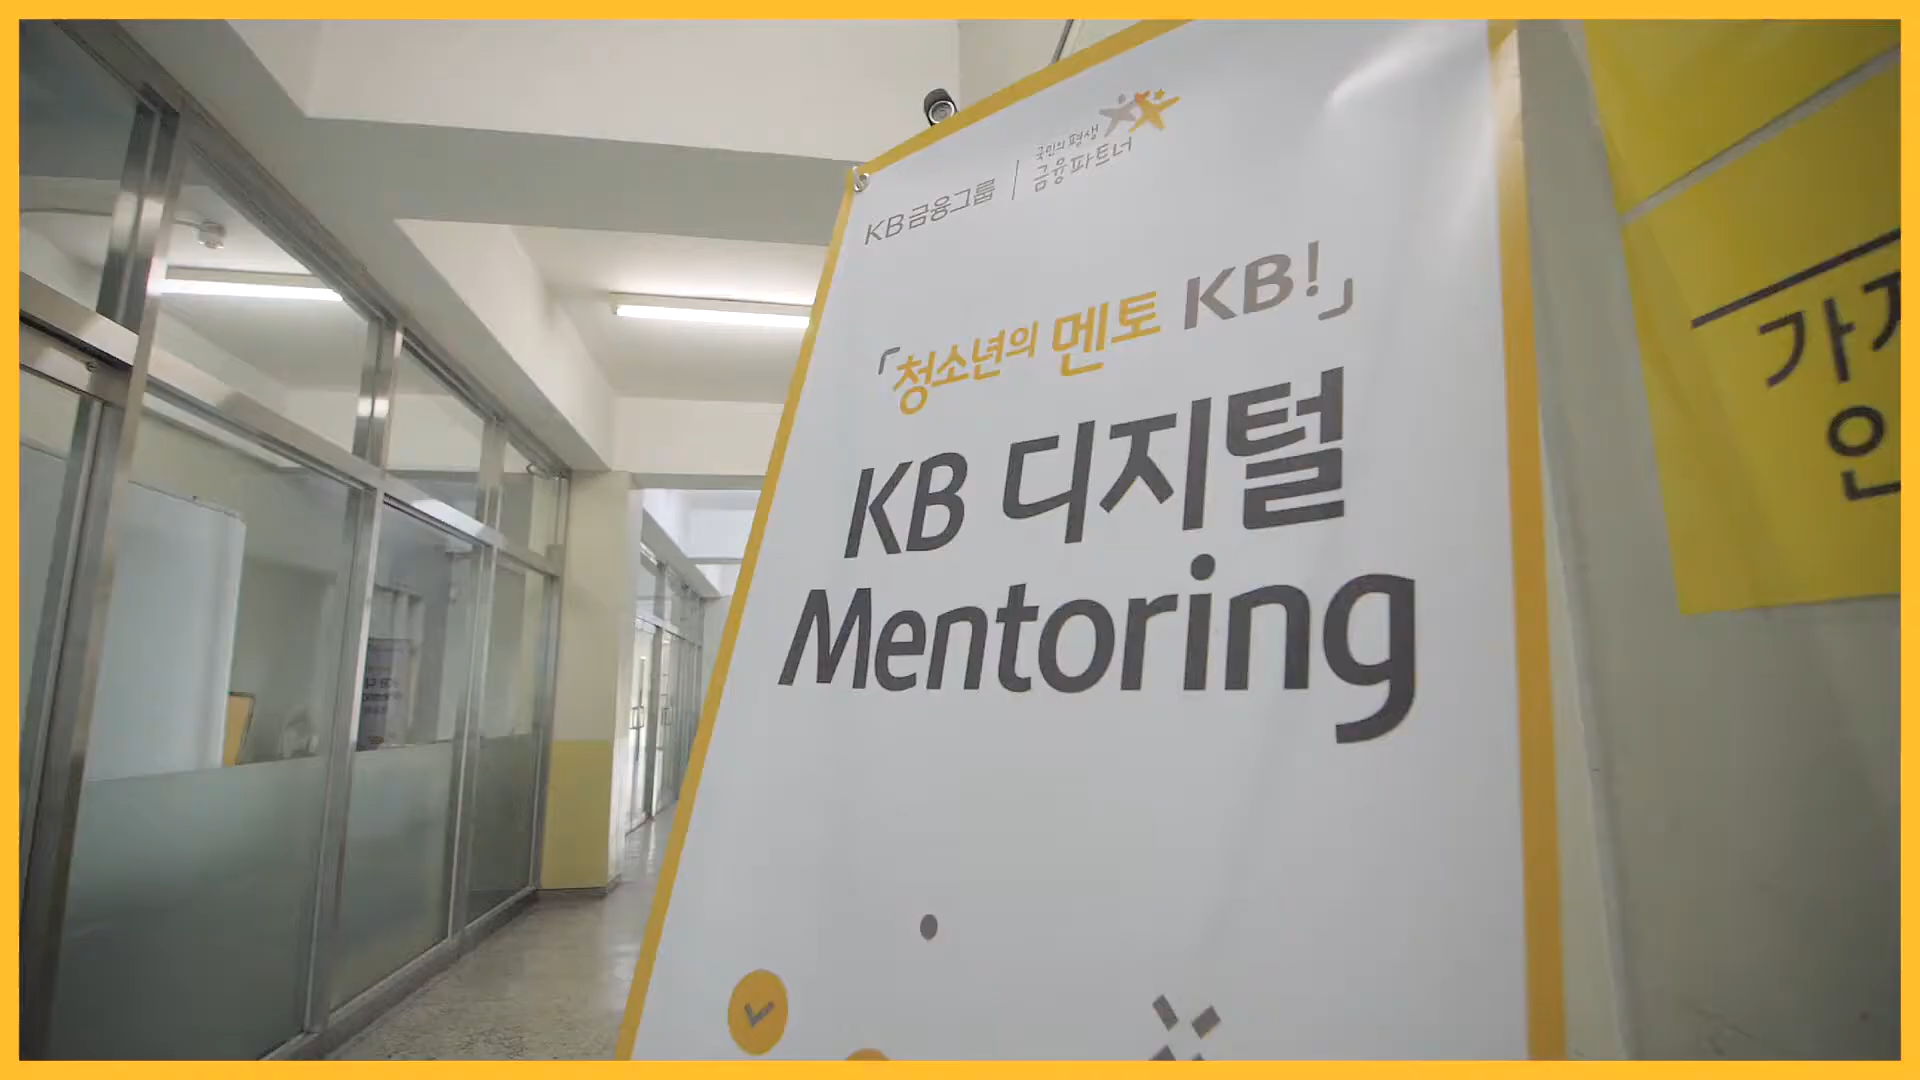 KB금융그룹
국민의 평생
금융파트너
「청소년의 멘토 KB!」
KB 디지털
Mentoring